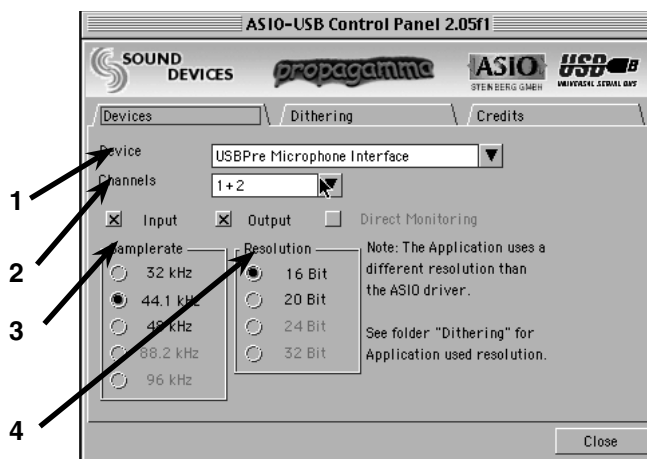 ASIO-USB Control Panel 2.05f1
SOUND DEVICES
propagamma
ASIO
STEINBERG GMBH
USB
UNIVERSAL SERIAL BUS
Devices
Dithering
Credits
Device
USBPre Microphone Interface
Channels
1+2
Input
Output
Direct Monitoring
Samplerate
32 kHz
44.1 kHz
48 kHz
88.2 kHz
96 kHz
Resolution
16 Bit
20 Bit
24 Bit
32 Bit
Note: The Application uses a
different resolution than
the ASIO driver.
See folder "Dithering" for
Application used resolution.
Close
1
2
3
4